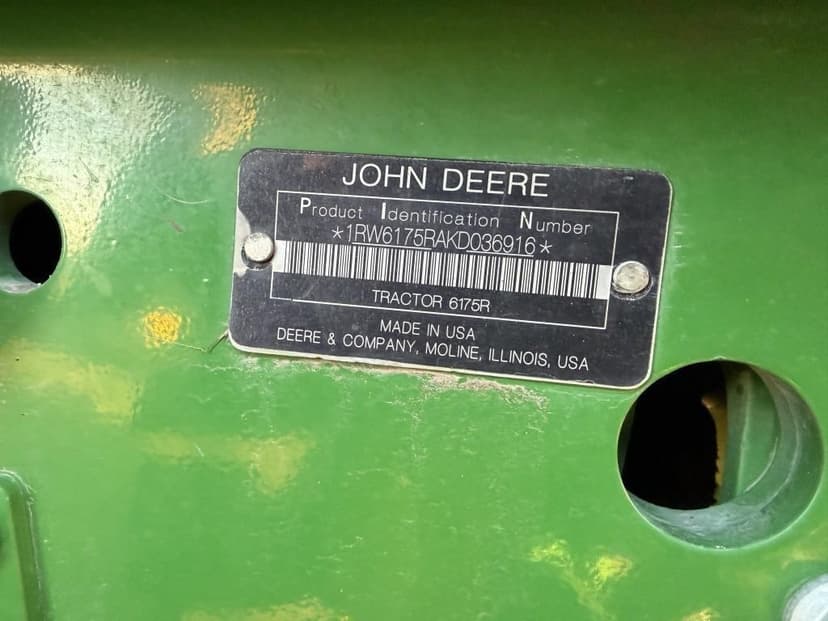 JOHN DEERE
Product Identification Number
*1RW6175RAKD036916*
TRACTOR 6175R
MADE IN USA
DEERE & COMPANY, MOLINE, ILLINOIS, USA